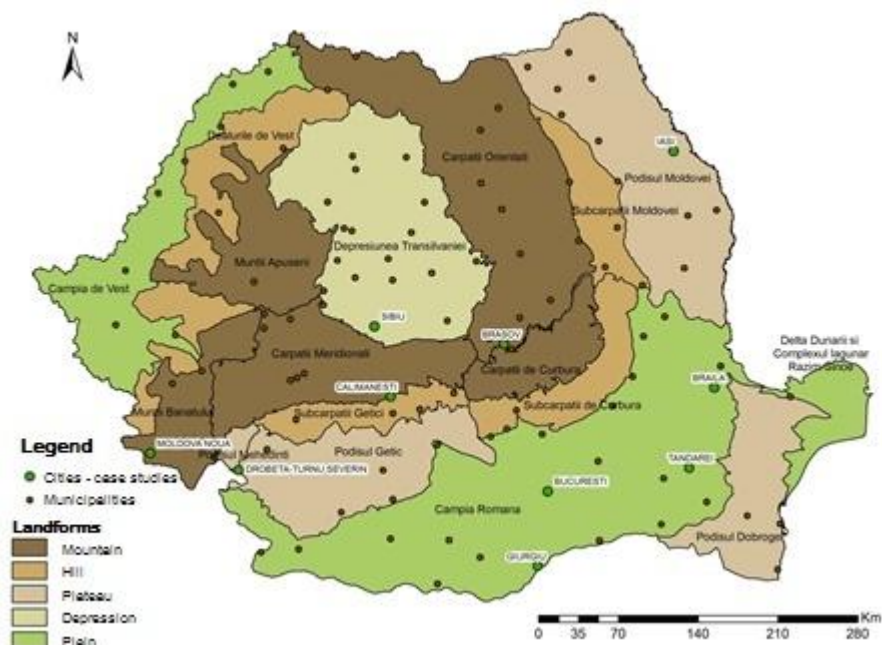 N
Dealurile de Vest
Carpatii Orientali
IASI
Podisul Moldovei
Subcarpatii Moldovei
Depresiunea Transilvaniei
Muntii Apuseni
Campia de Vest
SIBIU
BRASOV
Delta Dunarii si
Complexul lagunar
Razim-Sinoe
Carpatii Meridionali
Carpatii de Curbura
CALIMANESTI
BRAILA
Muntii Banatului
Subcarpatii Getici
Subcarpatii de Curbura
MOLDOVA NOUA
Podisul Mehedinti
Podisul Getic
DROBETA-TURNU SEVERIN
TANDAREI
BUCURESTI
Campia Romana
Podisul Dobrogei
GIURGIU
Legend
Cities - case studies
Municipalities
Landforms
Mountain
Hill
Plateau
Depression
Plain
Km
0 35 70 140 210 280